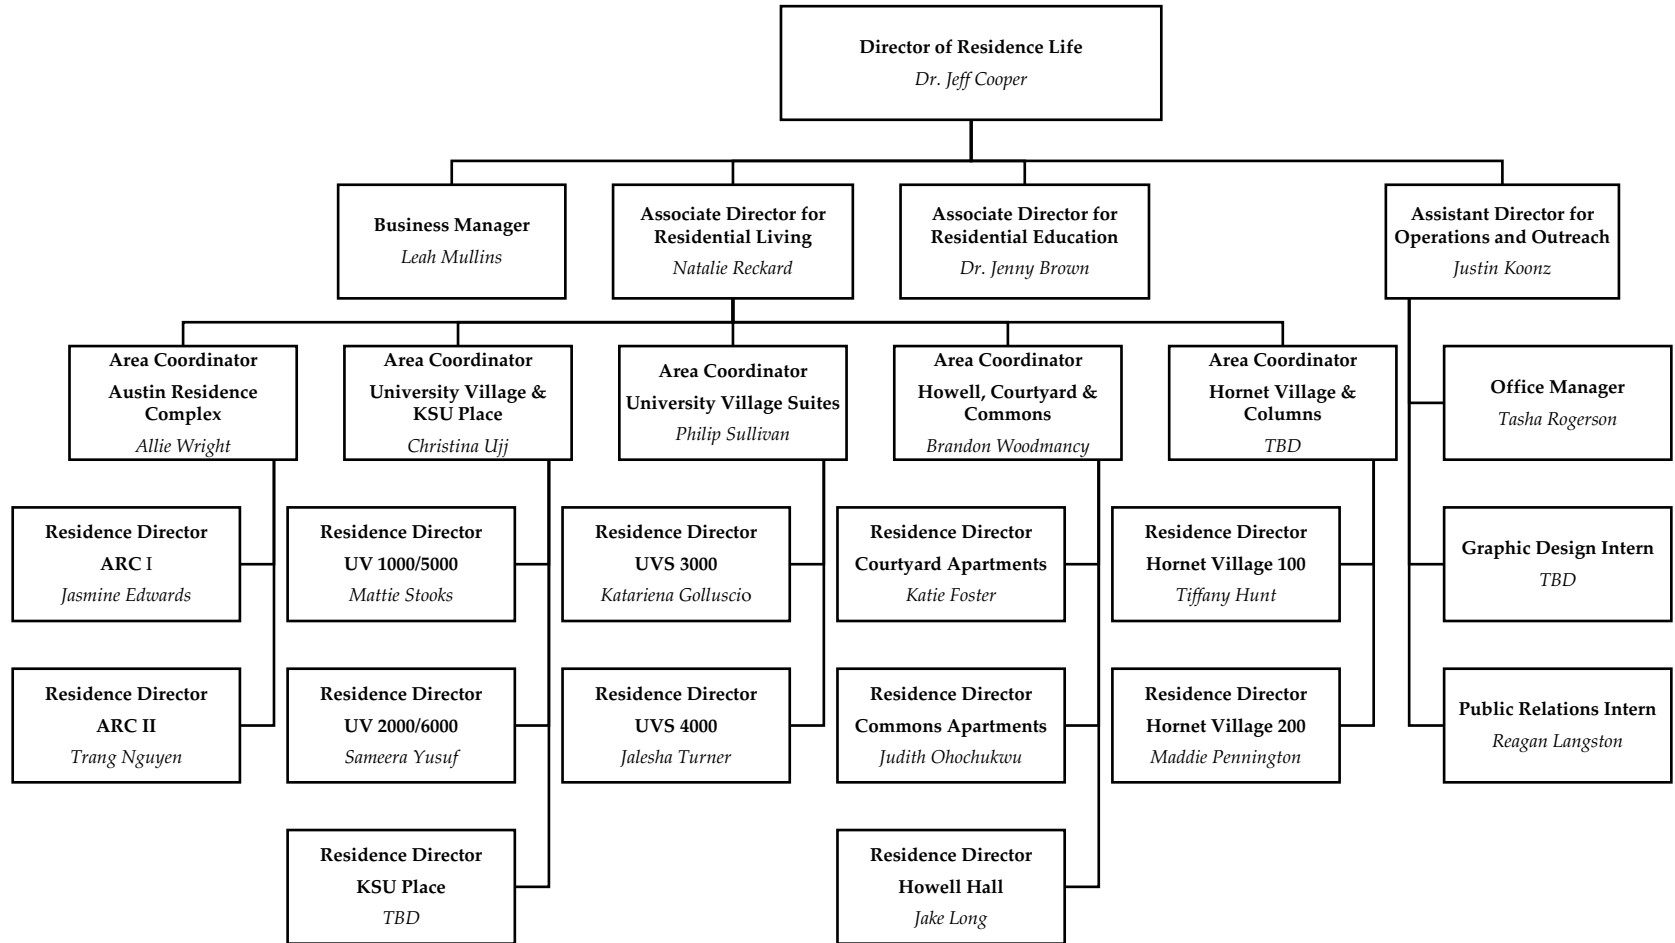 Director of Residence Life
Dr. Jeff Cooper
Business Manager
Leah Mullins
Associate Director for
Residential Living
Natalie Reckard
Associate Director for
Residential Education
Dr. Jenny Brown
Assistant Director for
Operations and Outreach
Justin Koonz
Area Coordinator
Austin Residence
Complex
Allie Wright
Area Coordinator
University Village &
KSU Place
Christina Ujj
Area Coordinator
University Village Suites
Philip Sullivan
Area Coordinator
Howell, Courtyard &
Commons
Brandon Woodmancy
Area Coordinator
Hornet Village &
Columns
TBD
Office Manager
Tasha Rogerson
Residence Director
ARC I
Jasmine Edwards
Residence Director
UV 1000/5000
Mattie Stooks
Residence Director
UVS 3000
Katariena Golluscio
Residence Director
Courtyard Apartments
Katie Foster
Residence Director
Hornet Village 100
Tiffany Hunt
Graphic Design Intern
TBD
Residence Director
ARC II
Trang Nguyen
Residence Director
UV 2000/6000
Sameera Yusuf
Residence Director
UVS 4000
Jalesha Turner
Residence Director
Commons Apartments
Judith Ohochukwu
Residence Director
Hornet Village 200
Maddie Pennington
Public Relations Intern
Reagan Langston
Residence Director
KSU Place
TBD
Residence Director
Howell Hall
Jake Long